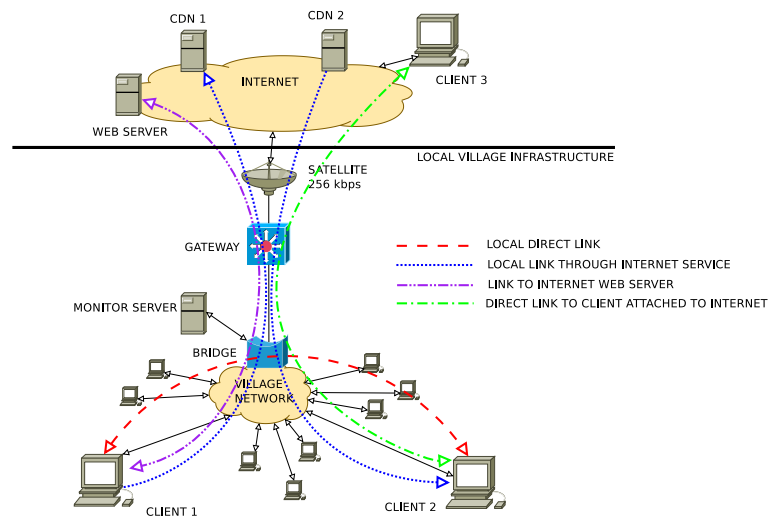 CDN 1
CDN 2
INTERNET
CLIENT 3
WEB SERVER
LOCAL VILLAGE INFRASTRUCTURE
SATELLITE
256 kbps
GATEWAY
LOCAL DIRECT LINK
LOCAL LINK THROUGH INTERNET SERVICE
LINK TO INTERNET WEB SERVER
DIRECT LINK TO CLIENT ATTACHED TO INTERNET
MONITOR SERVER
BRIDGE
VILLAGE
NETWORK
CLIENT 1
CLIENT 2